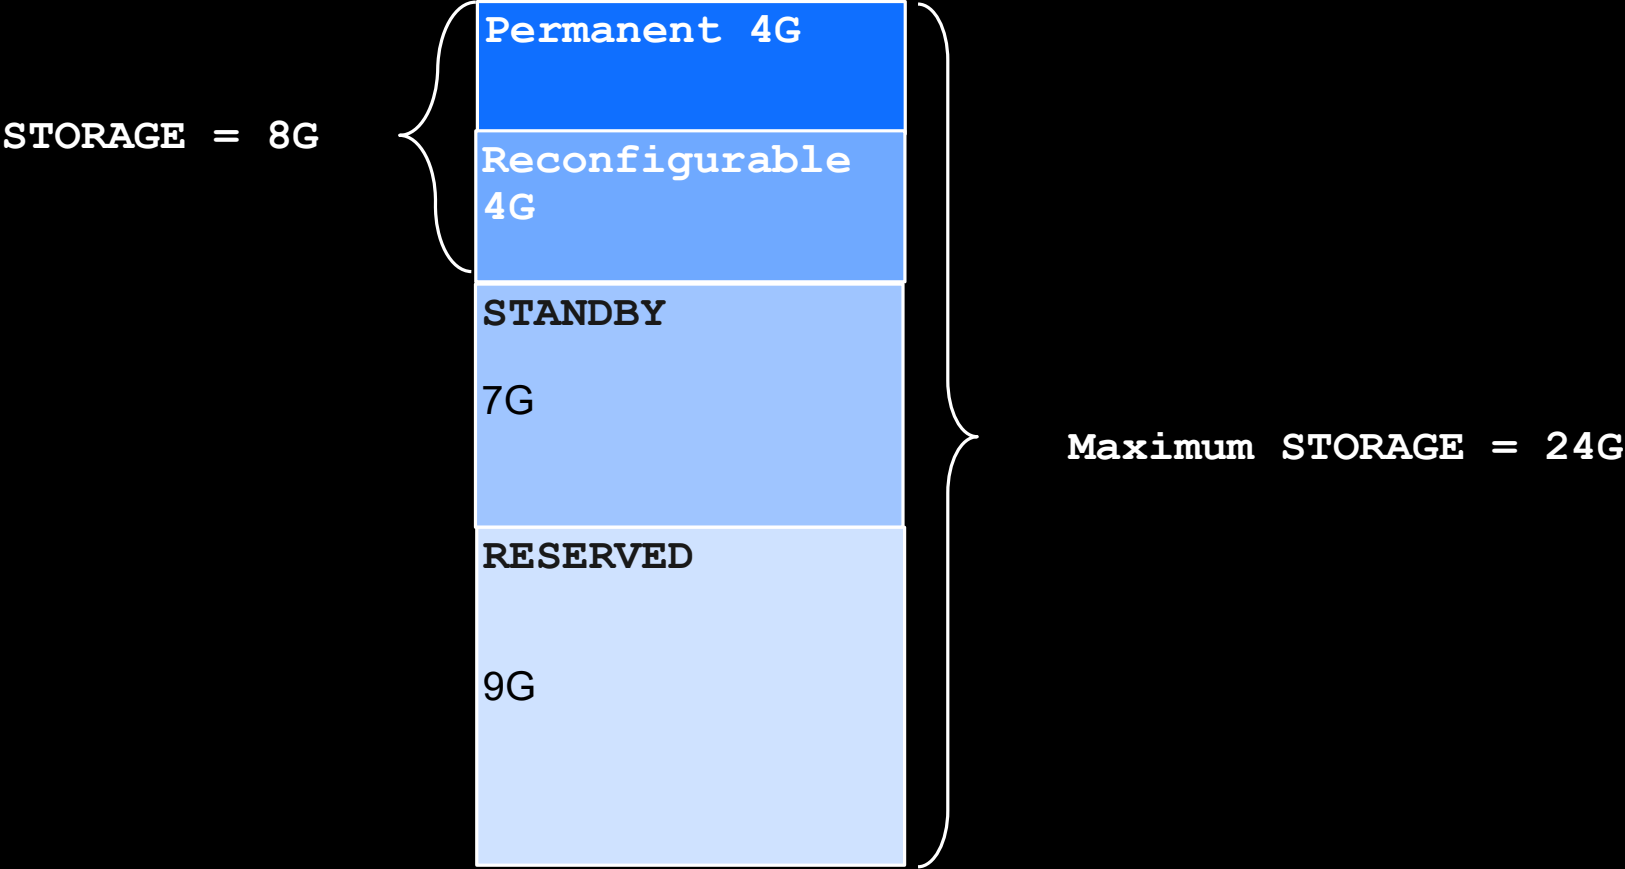 Permanent 4G
STORAGE = 8G
Reconfigurable
4G
STANDBY
7G
Maximum STORAGE = 24G
RESERVED
9G